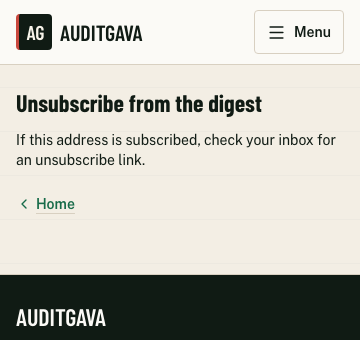 AG AUDITGAVA
Menu
Unsubscribe from the digest
If this address is subscribed, check your inbox for
an unsubscribe link.
Home
AUDITGAVA